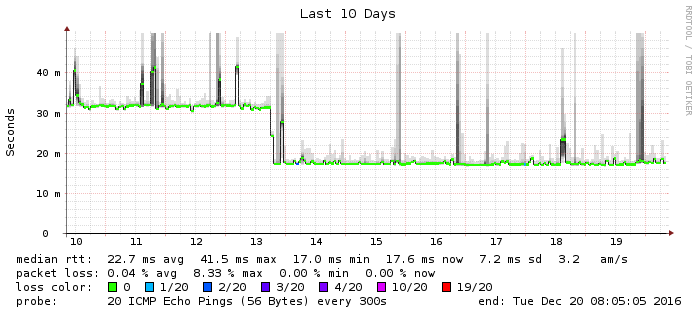 Last 10 Days
RRDTOOL / TOBI OETIKER
Seconds
40 m
30 m
20 m
10 m
0
10 11 12 13 14 15 16 17 18 19
median rtt: 22.7 ms avg 41.5 ms max 17.0 ms min 17.6 ms now 7.2 ms sd 3.2 am/s
packet loss: 0.04 % avg 8.33 % max 0.00 % min 0.00 % now
loss color: 0 1/20 2/20 3/20 4/20 10/20 19/20
probe: 20 ICMP Echo Pings (56 Bytes) every 300s end: Tue Dec 20 08:05:05 2016